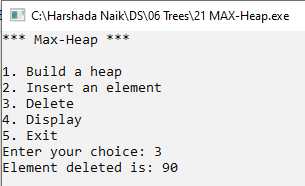 C:\Harshada Naik\DS\06 Trees\21 MAX-Heap.exe
*** Max-Heap ***
1. Build a heap
2. Insert an element
3. Delete
4. Display
5. Exit
Enter your choice: 3
Element deleted is: 90